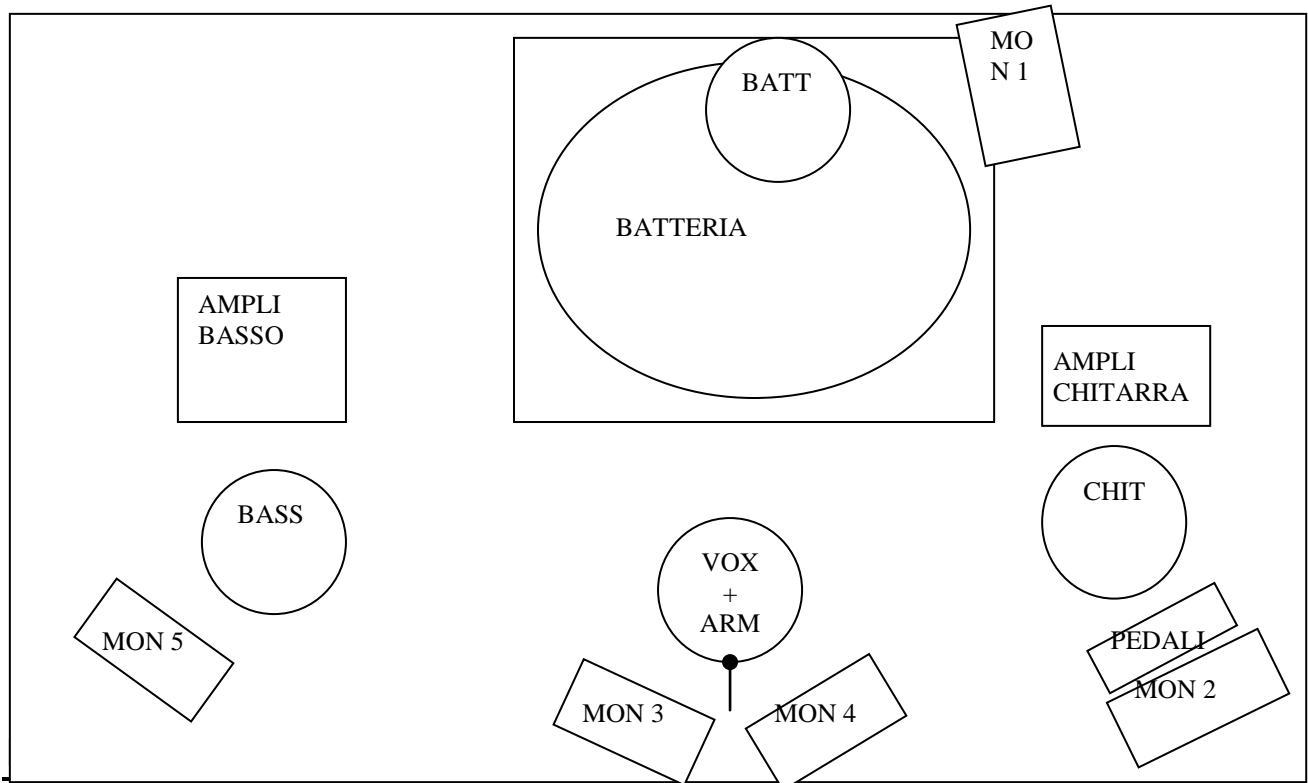 MO
N 1
BATT
BATTERIA
AMPLI
BASSO
AMPLI
CHITARRA
BASS
CHIT
VOX
+
ARM
MON 5
PEDALI
MON 2
MON 3
MON 4